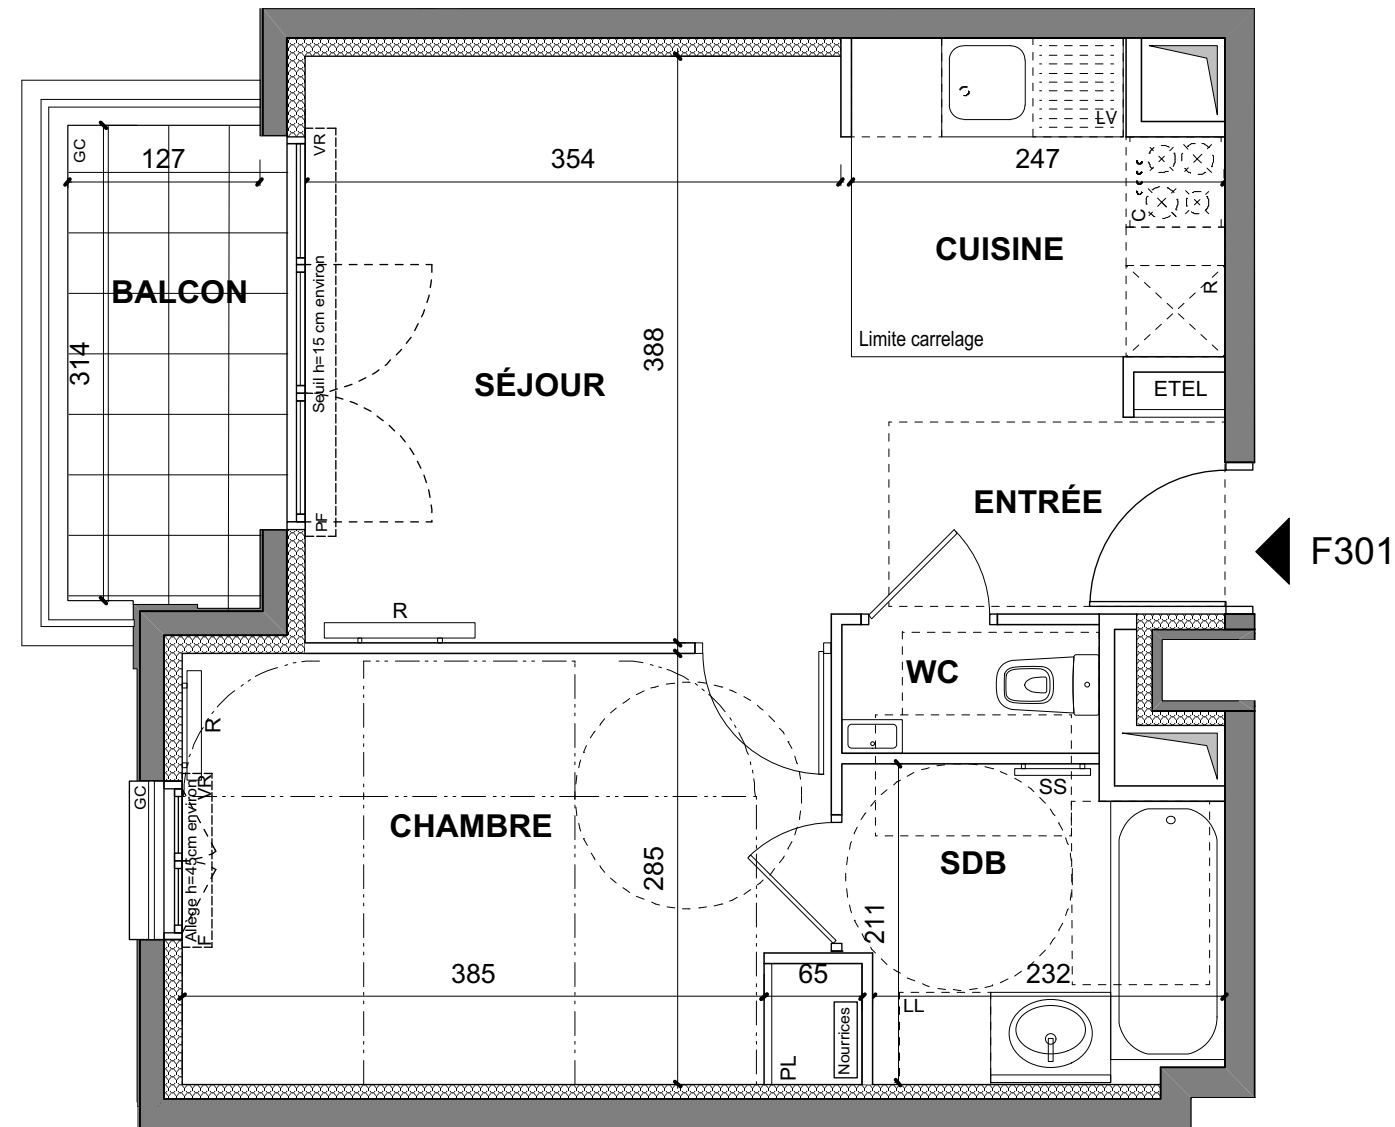 GC
127
VR
354
LV
247
C
CUISINE
BALCON
Seuil h=15 cm environ
R
314
388
Limite carrelage
SÉJOUR
ETEL
ENTRÉE
PF
F301
R
WC
R
VR
GC
Allège h=45cm environ
SS
CHAMBRE
285
SDB
211
F
385
65
232
LL
Nourrices
PL